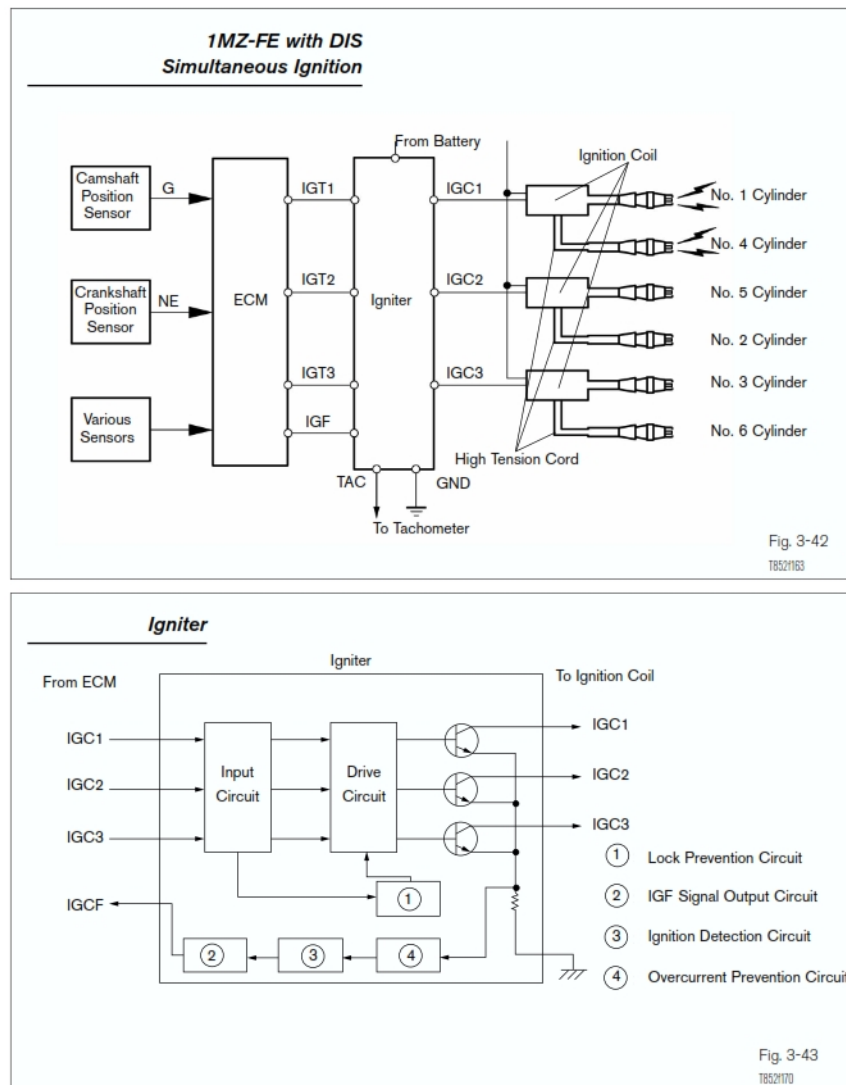 1MZ-FE with DIS
Simultaneous Ignition
From Battery
Ignition Coil
Camshaft
Position
Sensor
G
ECM
IGT1
Igniter
IGC1
No. 1 Cylinder
No. 4 Cylinder
Crankshaft
Position
Sensor
NE
IGT2
IGC2
No. 5 Cylinder
No. 2 Cylinder
Various
Sensors
IGT3
IGC3
No. 3 Cylinder
IGF
No. 6 Cylinder
High Tension Cord
TAC
GND
To Tachometer
Fig. 3-42
T852f163
Igniter
Igniter
From ECM
To Ignition Coil
IGC1
IGC1
Input
Circuit
Drive
Circuit
IGC2
IGC2
IGC3
IGC3
1
1 Lock Prevention Circuit
IGCF
2 IGF Signal Output Circuit
2
3
4
3 Ignition Detection Circuit
4 Overcurrent Prevention Circuit
Fig. 3-43
T852f170